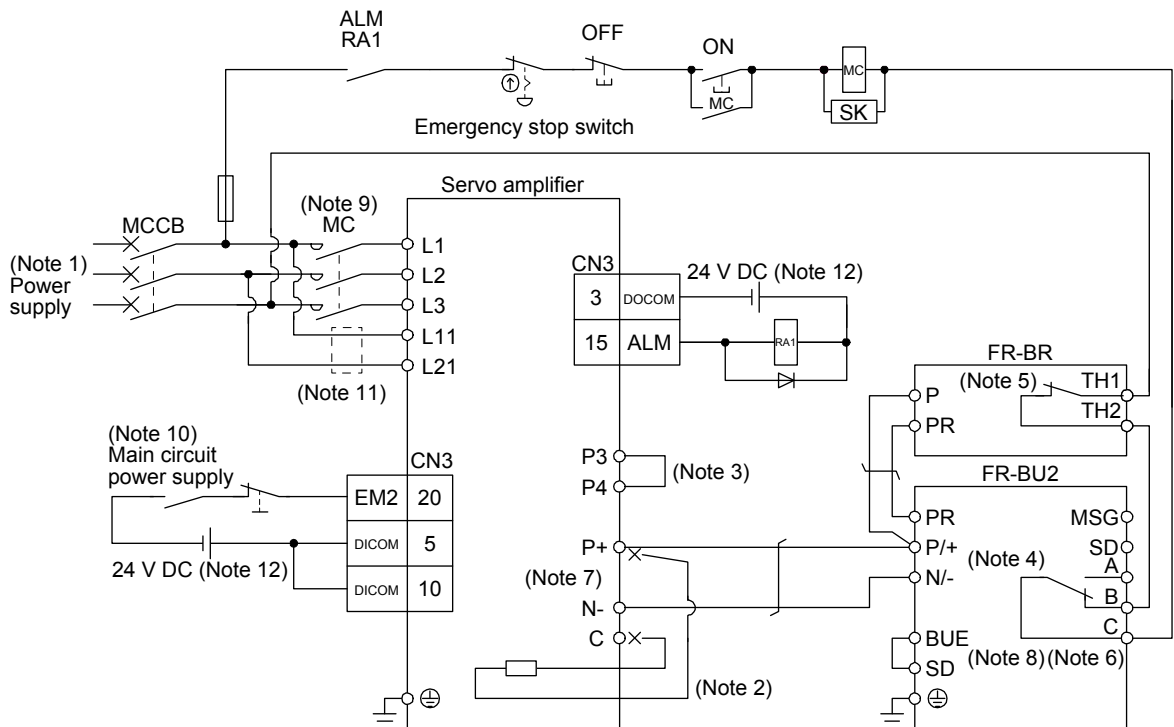 ALM
RA1
OFF
ON
MC
MC
SK
Emergency stop switch
Servo amplifier
(Note 9)
MC
MCCB
(Note 1)
Power
supply
L1
L2
L3
L11
L21
(Note 11)
CN3
24 V DC (Note 12)
3 DOCOM
15 ALM
RA1
FR-BR
(Note 5)
P
PR
TH1
TH2
(Note 10)
Main circuit
power supply
CN3
EM2 20
DICOM 5
DICOM 10
24 V DC (Note 12)
P3
P4
(Note 3)
P+
(Note 7)
N-
C
(Note 2)
FR-BU2
PR
P/+
N/-
BUE
SD
MSG
SD
A
B
C
(Note 4)
(Note 8) (Note 6)